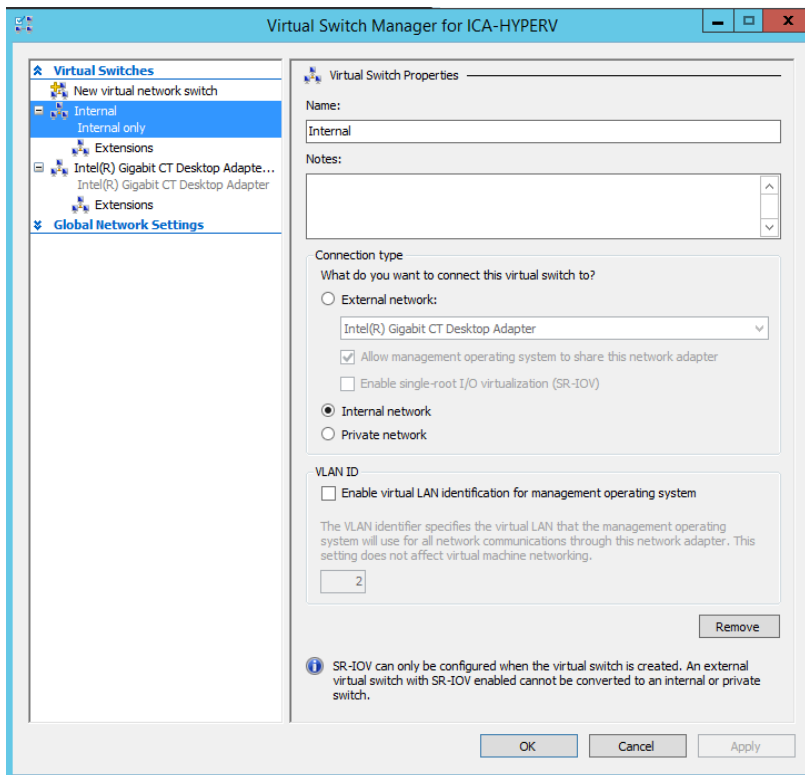 Virtual Switch Manager for ICA-HYPERV
Virtual Switches
New virtual network switch
Internal
Internal only
Extensions
Intel(R) Gigabit CT Desktop Adapte...
Intel(R) Gigabit CT Desktop Adapter
Extensions
Global Network Settings
Virtual Switch Properties
Name:
Internal
Notes:
Connection type
What do you want to connect this virtual switch to?
External network:
Intel(R) Gigabit CT Desktop Adapter
Allow management operating system to share this network adapter
Enable single-root I/O virtualization (SR-IOV)
Internal network
Private network
VLAN ID
Enable virtual LAN identification for management operating system
The VLAN identifier specifies the virtual LAN that the management operating
system will use for all network communications through this network adapter. This
setting does not affect virtual machine networking.
2
Remove
SR-IOV can only be configured when the virtual switch is created. An external
virtual switch with SR-IOV enabled cannot be converted to an internal or private
switch.
OK
Cancel
Apply